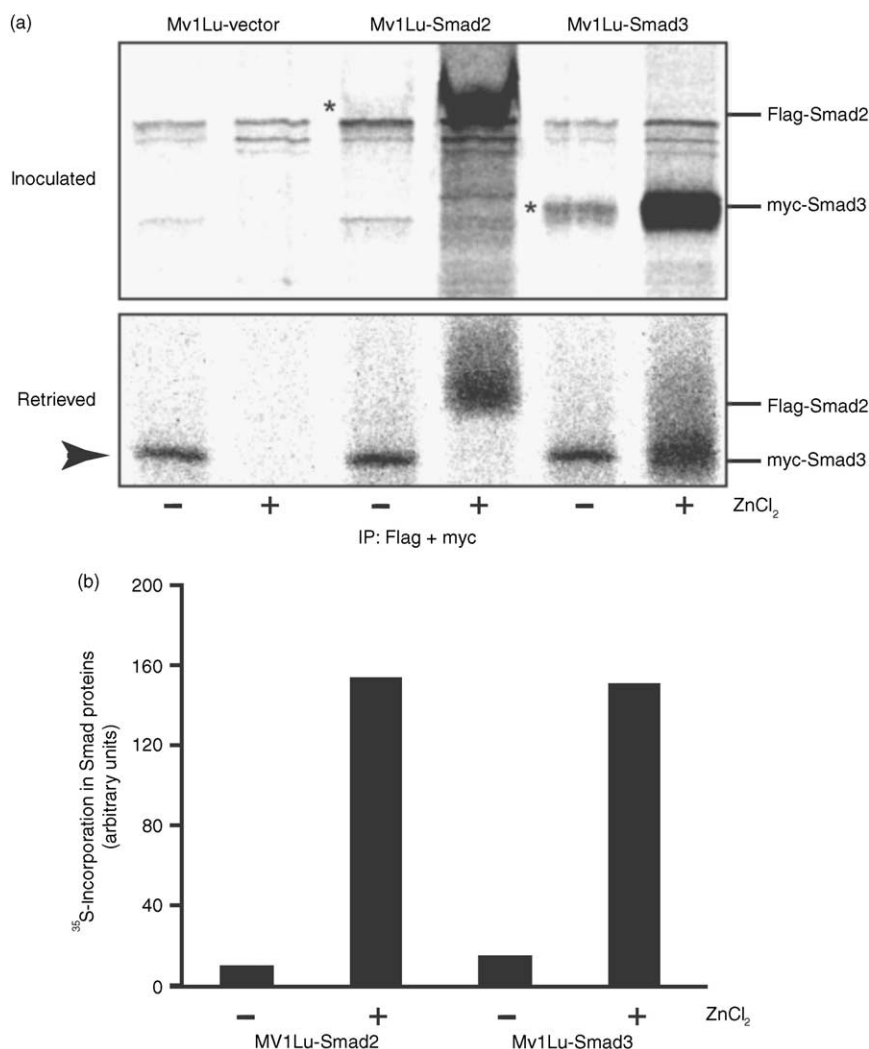 (a)
Mv1Lu-vector Mv1Lu-Smad2 Mv1Lu-Smad3
* Flag-Smad2
Inoculated
* myc-Smad3
Retrieved
Flag-Smad2
myc-Smad3
− + − + − + ZnCl₂
IP: Flag + myc
(b)
200
160
120
80
40
0
³⁵S-Incorporation in Smad proteins
(arbitrary units)
− + − + ZnCl₂
MV1Lu-Smad2 Mv1Lu-Smad3